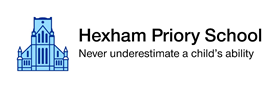 Hexham Priory School
Never underestimate a child's ability